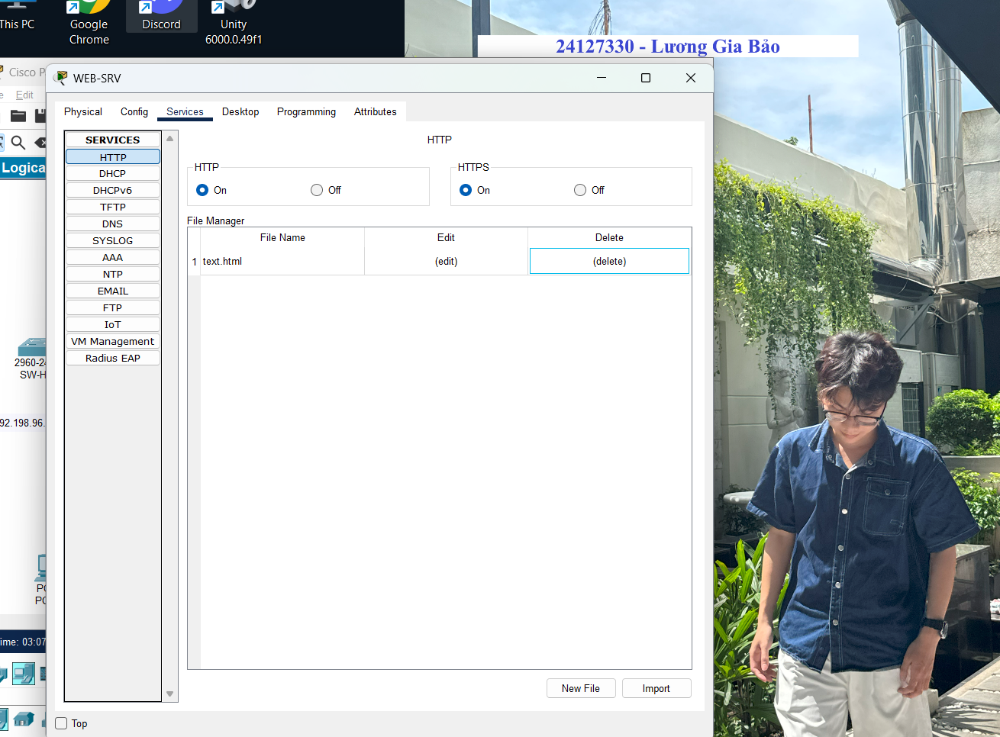 This PC
Google
Chrome
Discord
Unity
6000.0.49f1
24127330 - Lương Gia Bảo
Cisco P
WEB-SRV
e Edit
Physical Config Services Desktop Programming Attributes
SERVICES
HTTP
DHCP
DHCPv6
TFTP
DNS
SYSLOG
AAA
NTP
EMAIL
FTP
IoT
VM Management
Radius EAP
HTTP
HTTP
On Off
HTTPS
On Off
File Manager
File Name Edit Delete
1 text.html (edit) (delete)
New File Import
Top
Logica
2960-24
SW-H
92.198.96.
PC
PC
ime: 03:07